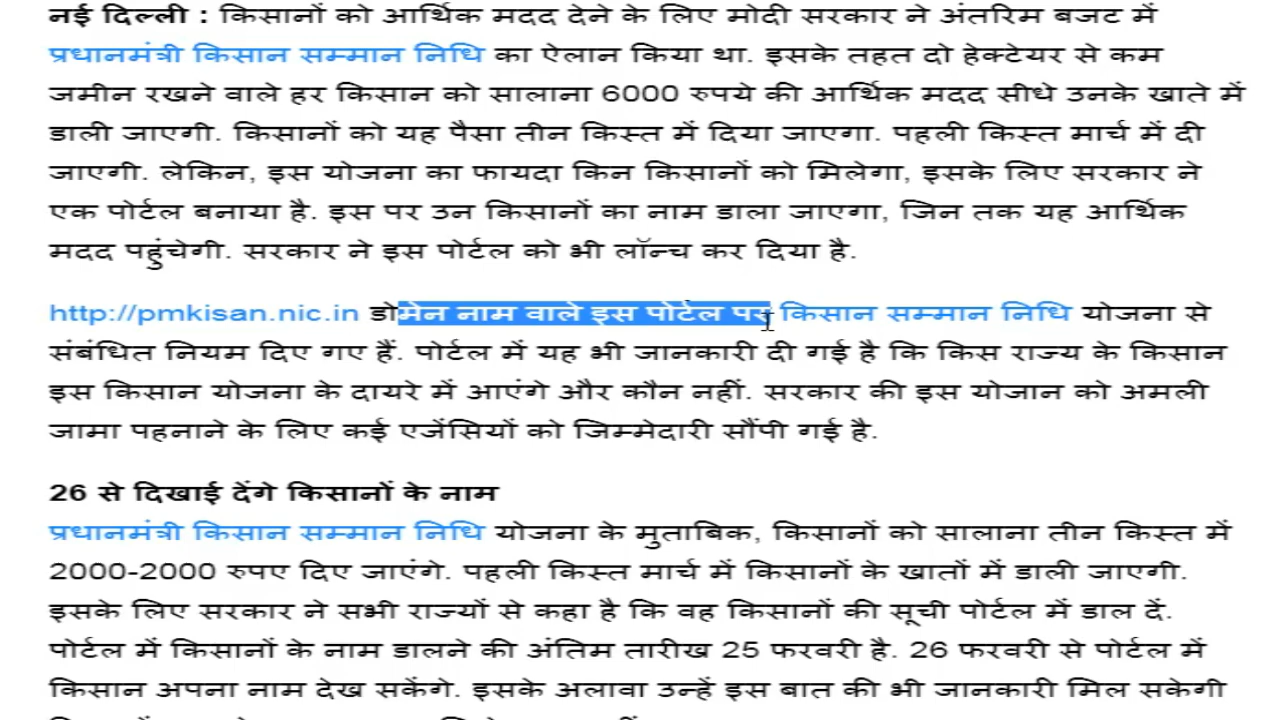 नई दिल्ली : किसानों को आर्थिक मदद देने के लिए मोदी सरकार ने अंतरिम बजट में
प्रधानमंत्री किसान सम्मान निधि का ऐलान किया था. इसके तहत दो हेक्टेयर से कम
जमीन रखने वाले हर किसान को सालाना 6000 रुपये की आर्थिक मदद सीधे उनके खाते में
डाली जाएगी. किसानों को यह पैसा तीन किस्त में दिया जाएगा. पहली किस्त मार्च में दी
जाएगी. लेकिन, इस योजना का फायदा किन किसानों को मिलेगा, इसके लिए सरकार ने
एक पोर्टल बनाया है. इस पर उन किसानों का नाम डाला जाएगा, जिन तक यह आर्थिक
मदद पहुंचेगी. सरकार ने इस पोर्टल को भी लॉन्च कर दिया है.
http://pmkisan.nic.in डोमेन नाम वाले इस पोर्टल पर किसान सम्मान निधि योजना से
संबंधित नियम दिए गए हैं. पोर्टल में यह भी जानकारी दी गई है कि किस राज्य के किसान
इस किसान योजना के दायरे में आएंगे और कौन नहीं. सरकार की इस योजान को अमली
जामा पहनाने के लिए कई एजेंसियों को जिम्मेदारी सौंपी गई है.
26 से दिखाई देंगे किसानों के नाम
प्रधानमंत्री किसान सम्मान निधि योजना के मुताबिक, किसानों को सालाना तीन किस्त में
2000-2000 रुपए दिए जाएंगे. पहली किस्त मार्च में किसानों के खातों में डाली जाएगी.
इसके लिए सरकार ने सभी राज्यों से कहा है कि वह किसानों की सूची पोर्टल में डाल दें.
पोर्टल में किसानों के नाम डालने की अंतिम तारीख 25 फरवरी है. 26 फरवरी से पोर्टल में
किसान अपना नाम देख सकेंगे. इसके अलावा उन्हें इस बात की भी जानकारी मिल सकेगी